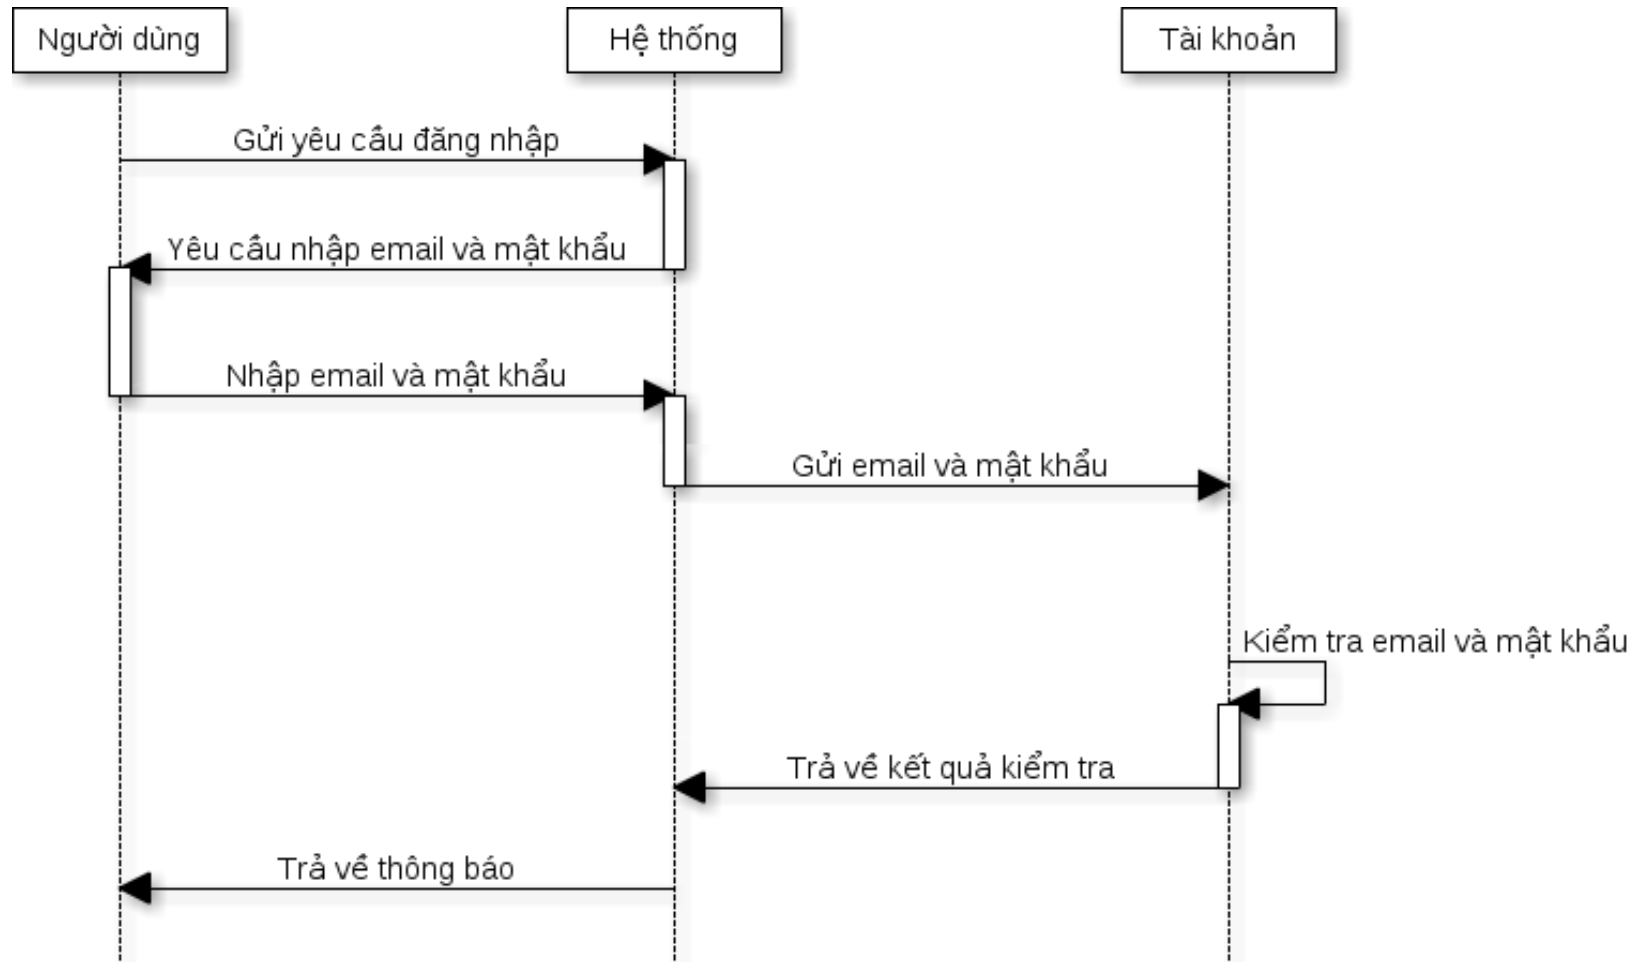 Người dùng
Hệ thống
Tài khoản
Gửi yêu cầu đăng nhập
Yêu cầu nhập email và mật khẩu
Nhập email và mật khẩu
Gửi email và mật khẩu
Kiểm tra email và mật khẩu
Trả về kết quả kiểm tra
Trả về thông báo